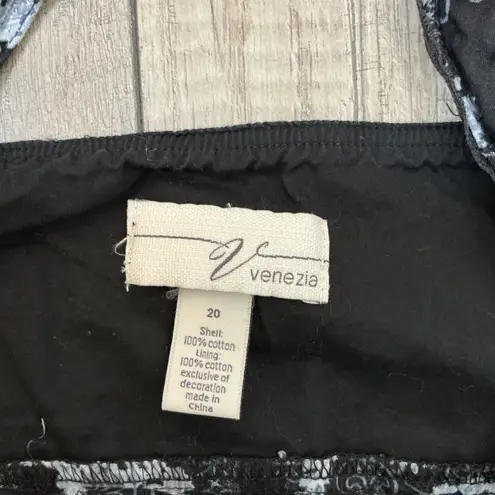 V
venezia
20
Shell:
100% cotton
Lining:
100% cotton
exclusive of
decoration
made in
China